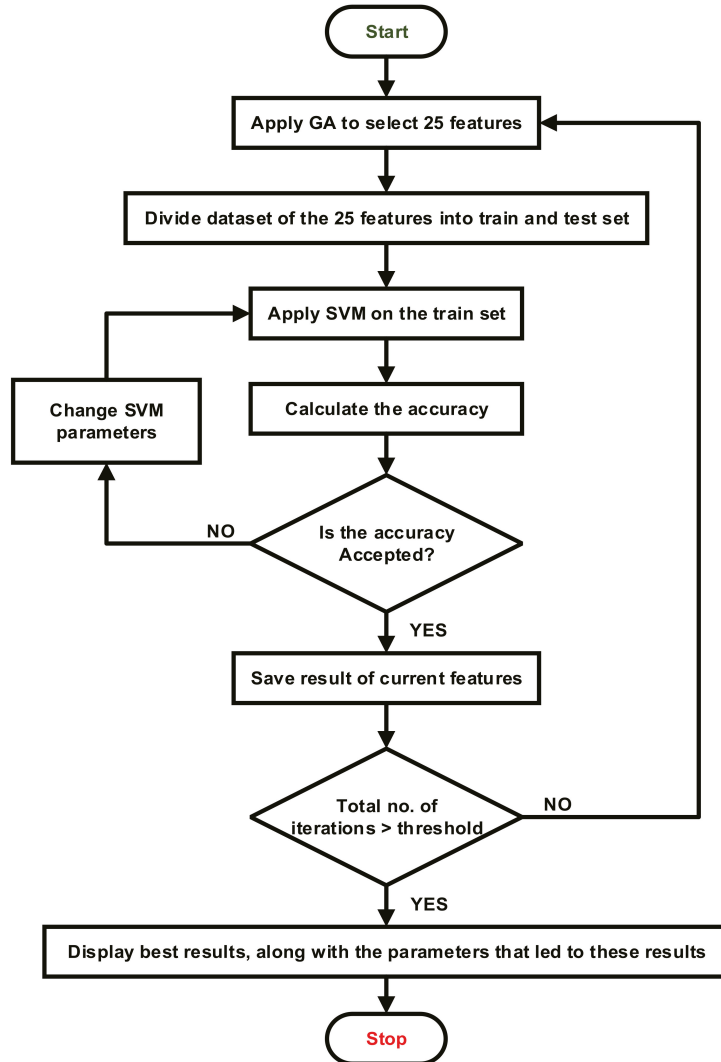 Start
Apply GA to select 25 features
Divide dataset of the 25 features into train and test set
Apply SVM on the train set
Change SVM
parameters
Calculate the accuracy
NO
Is the accuracy
Accepted?
YES
Save result of current features
Total no. of
iterations > threshold
NO
YES
Display best results, along with the parameters that led to these results
Stop